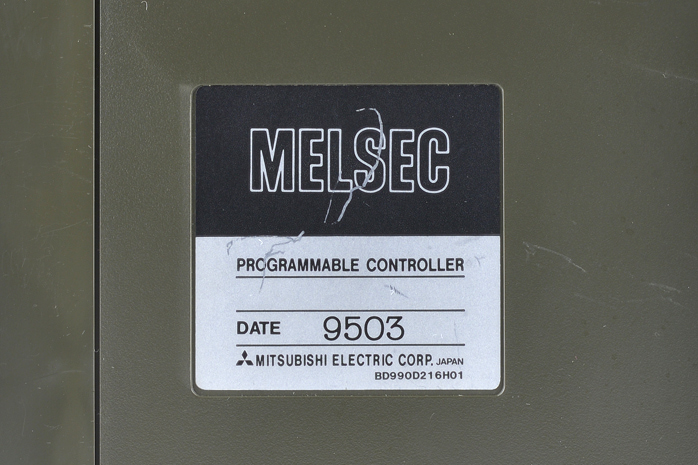 MELSEC
PROGRAMMABLE CONTROLLER
DATE 9503
MITSUBISHI ELECTRIC CORP. JAPAN
BD990D216H01